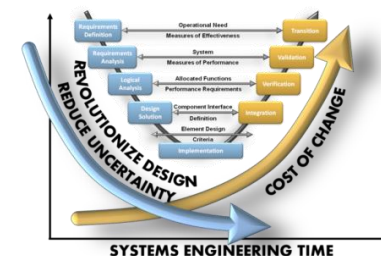 Requirements
Definition
Operational Need
Measures of Effectiveness
Transition
Requirements
Analysis
System
Measures of Performance
Validation
Logical
Analysis
Allocated Functions
Performance Requirements
Verification
Design
Solution
Component Interface
Definition
Integration
Element Design
Criteria
Implementation
REVOLUTIONIZE DESIGN
REDUCE UNCERTAINTY
COST OF CHANGE
SYSTEMS ENGINEERING TIME